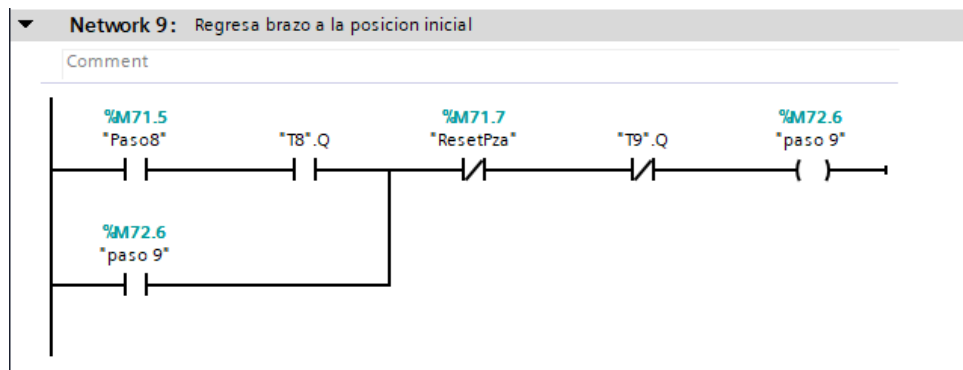 Network 9: Regresa brazo a la posicion inicial
Comment
%M71.5 %M71.7 %M72.6
"Paso8" "T8".Q "ResetPza" "T9".Q "paso 9"
%M72.6
"paso 9"